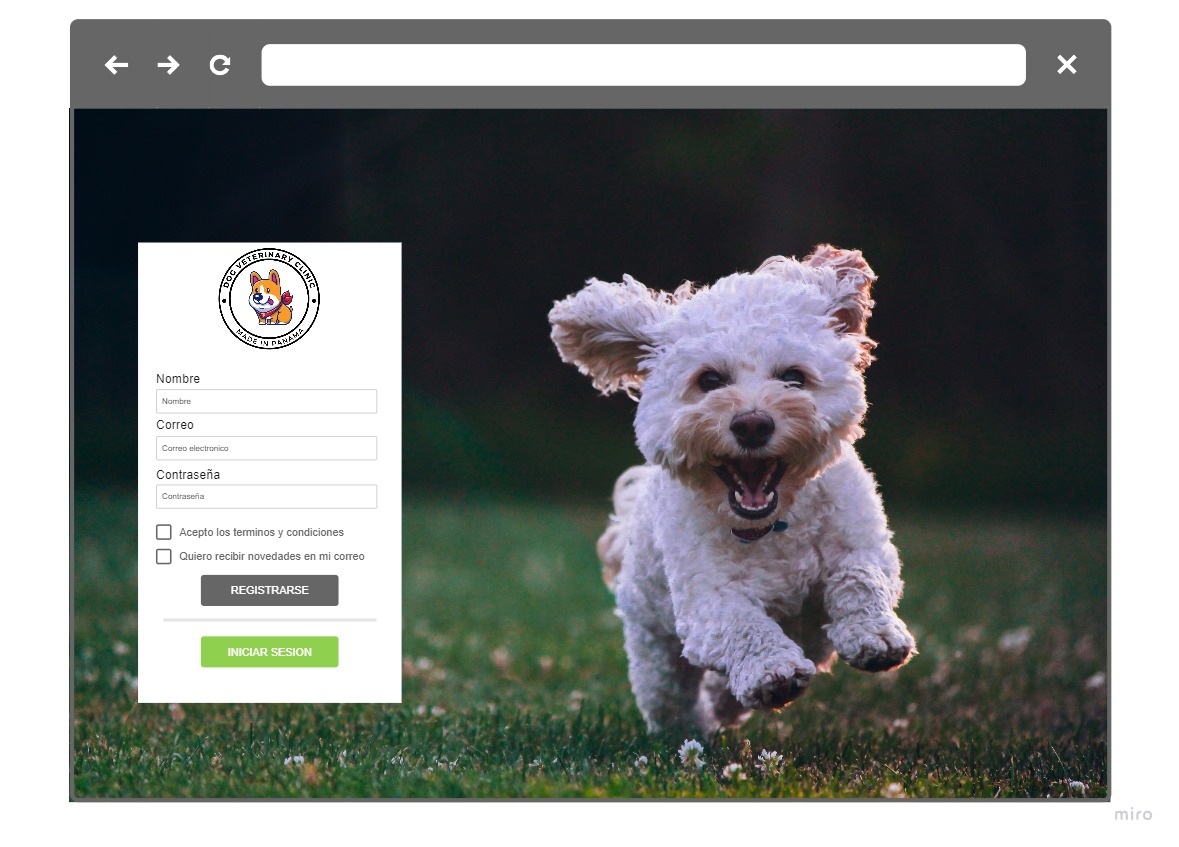 DOG VETERINARY CLINIC
MADE IN PANAMA
Nombre
Nombre
Correo
Correo electronico
Contraseña
Contraseña
Acepto los terminos y condiciones
Quiero recibir novedades en mi correo
REGISTRARSE
INICIAR SESION
miro